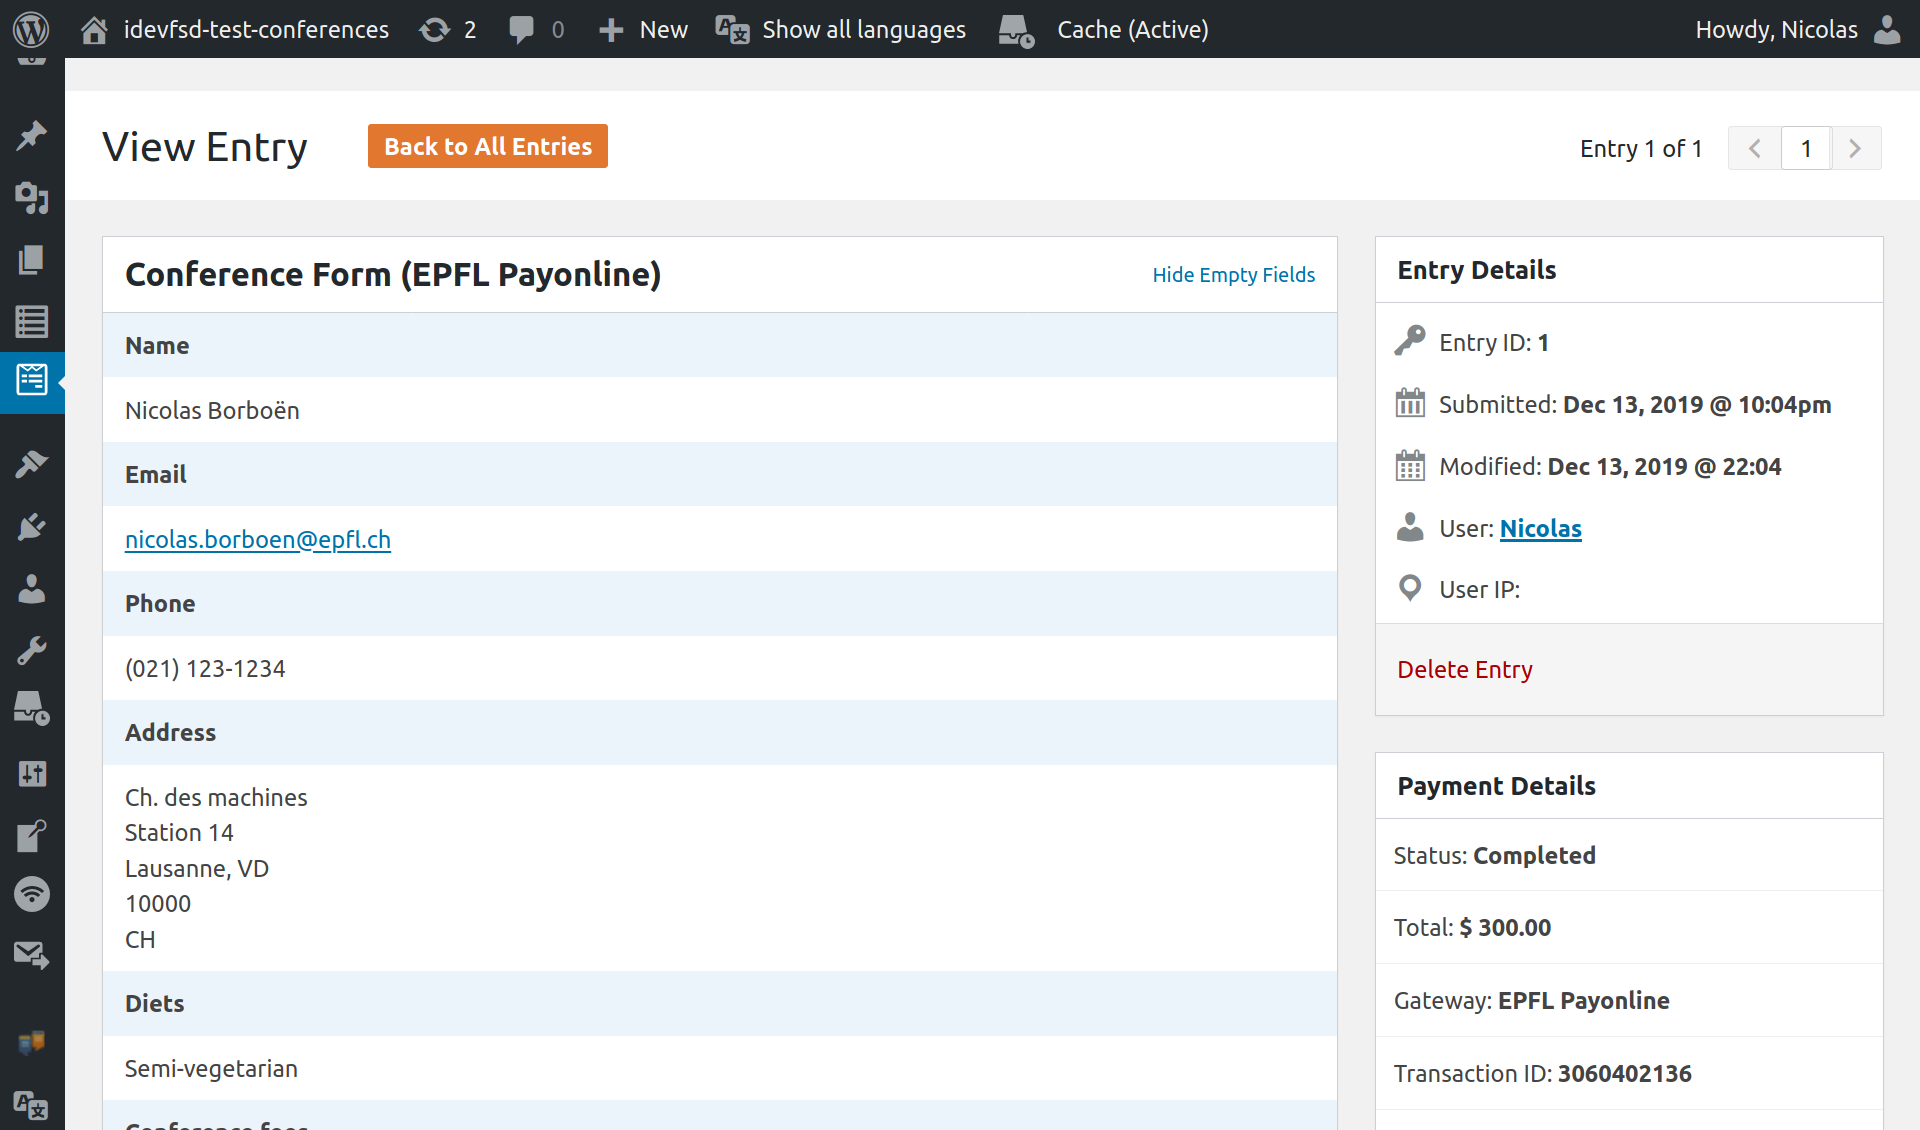 idevfsd-test-conferences 2 0 New Show all languages Cache (Active) Howdy, Nicolas
View Entry Back to All Entries Entry 1 of 1 1
Conference Form (EPFL Payonline) Hide Empty Fields
Name
Nicolas Borboën
Email
nicolas.borboen@epfl.ch
Phone
(021) 123-1234
Address
Ch. des machines
Station 14
Lausanne, VD
10000
CH
Diets
Semi-vegetarian
Conference fees
Entry Details
Entry ID: 1
Submitted: Dec 13, 2019 @ 10:04pm
Modified: Dec 13, 2019 @ 22:04
User: Nicolas
User IP:
Delete Entry
Payment Details
Status: Completed
Total: $ 300.00
Gateway: EPFL Payonline
Transaction ID: 3060402136